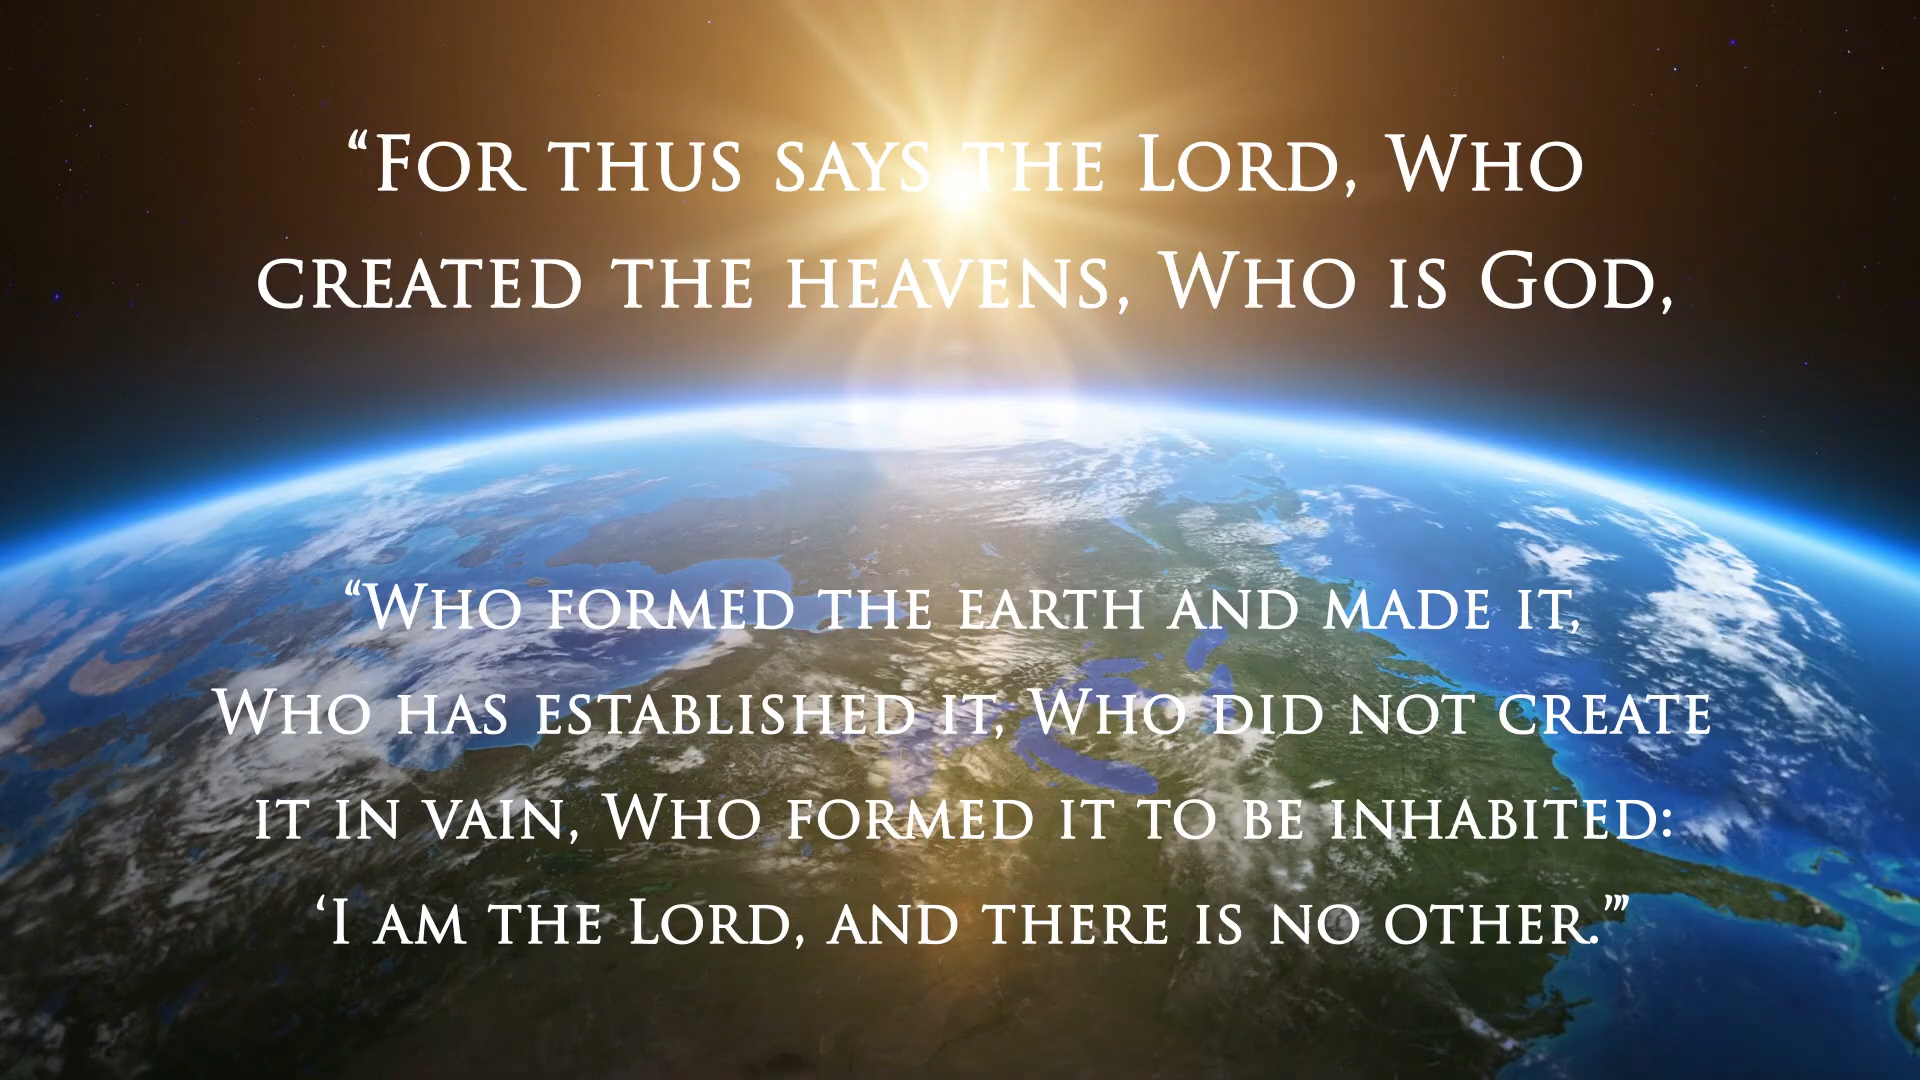 “For thus says the Lord, Who
created the heavens, Who is God,
“Who formed the earth and made it,
Who has established it, Who did not create
it in vain, Who formed it to be inhabited:
‘I am the Lord, and there is no other.’”